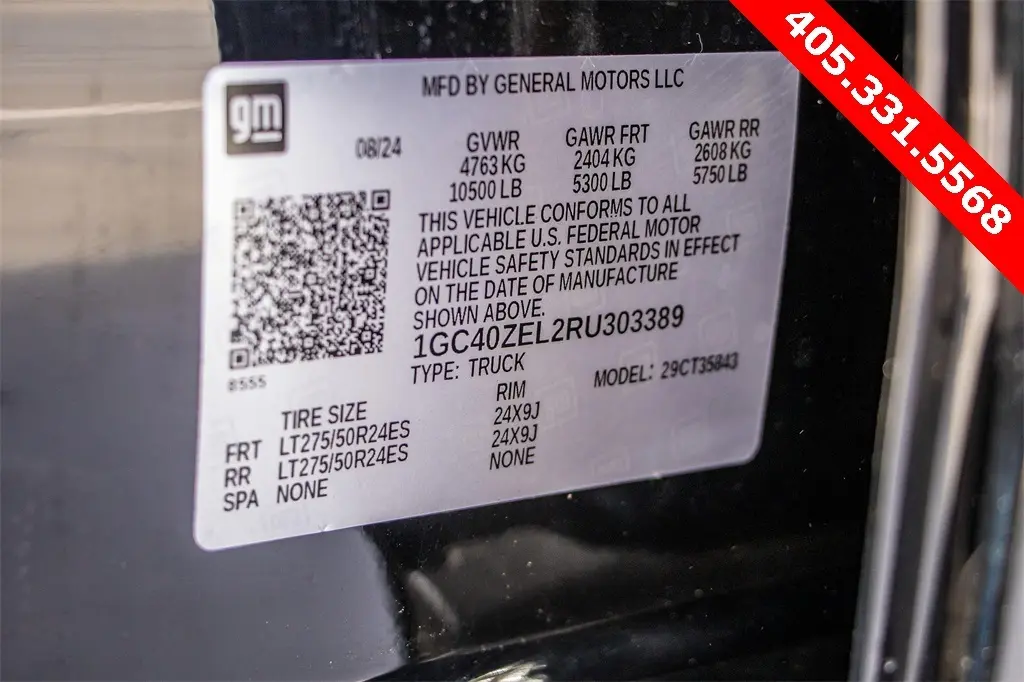 405.331.5568
MFD BY GENERAL MOTORS LLC
gm
08/24 GVWR GAWR FRT GAWR RR
4763 KG 2404 KG 2608 KG
10500 LB 5300 LB 5750 LB
THIS VEHICLE CONFORMS TO ALL
APPLICABLE U.S. FEDERAL MOTOR
VEHICLE SAFETY STANDARDS IN EFFECT
ON THE DATE OF MANUFACTURE
SHOWN ABOVE.
1GC40ZEL2RU303389
TYPE: TRUCK MODEL: 29CT35843
8555
TIRE SIZE RIM
FRT LT275/50R24ES 24X9J
RR LT275/50R24ES 24X9J
SPA NONE NONE